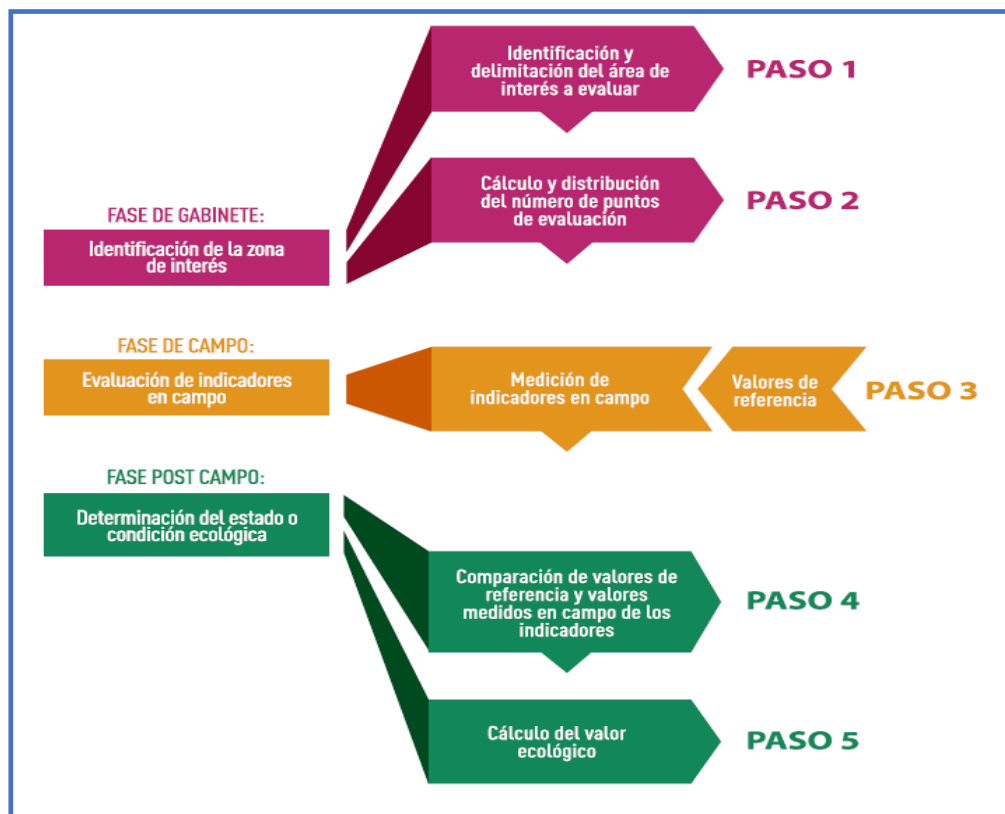 Identificación y
delimitación del área de
interés a evaluar
PASO 1
Cálculo y distribución
del número de puntos
de evaluación
PASO 2
FASE DE GABINETE:
Identificación de la zona
de interés
FASE DE CAMPO:
Evaluación de indicadores
en campo
Medición de
indicadores en campo
Valores de
referencia
PASO 3
FASE POST CAMPO:
Determinación del estado o
condición ecológica
Comparación de valores de
referencia y valores
medidos en campo de los
indicadores
PASO 4
Cálculo del valor
ecológico
PASO 5